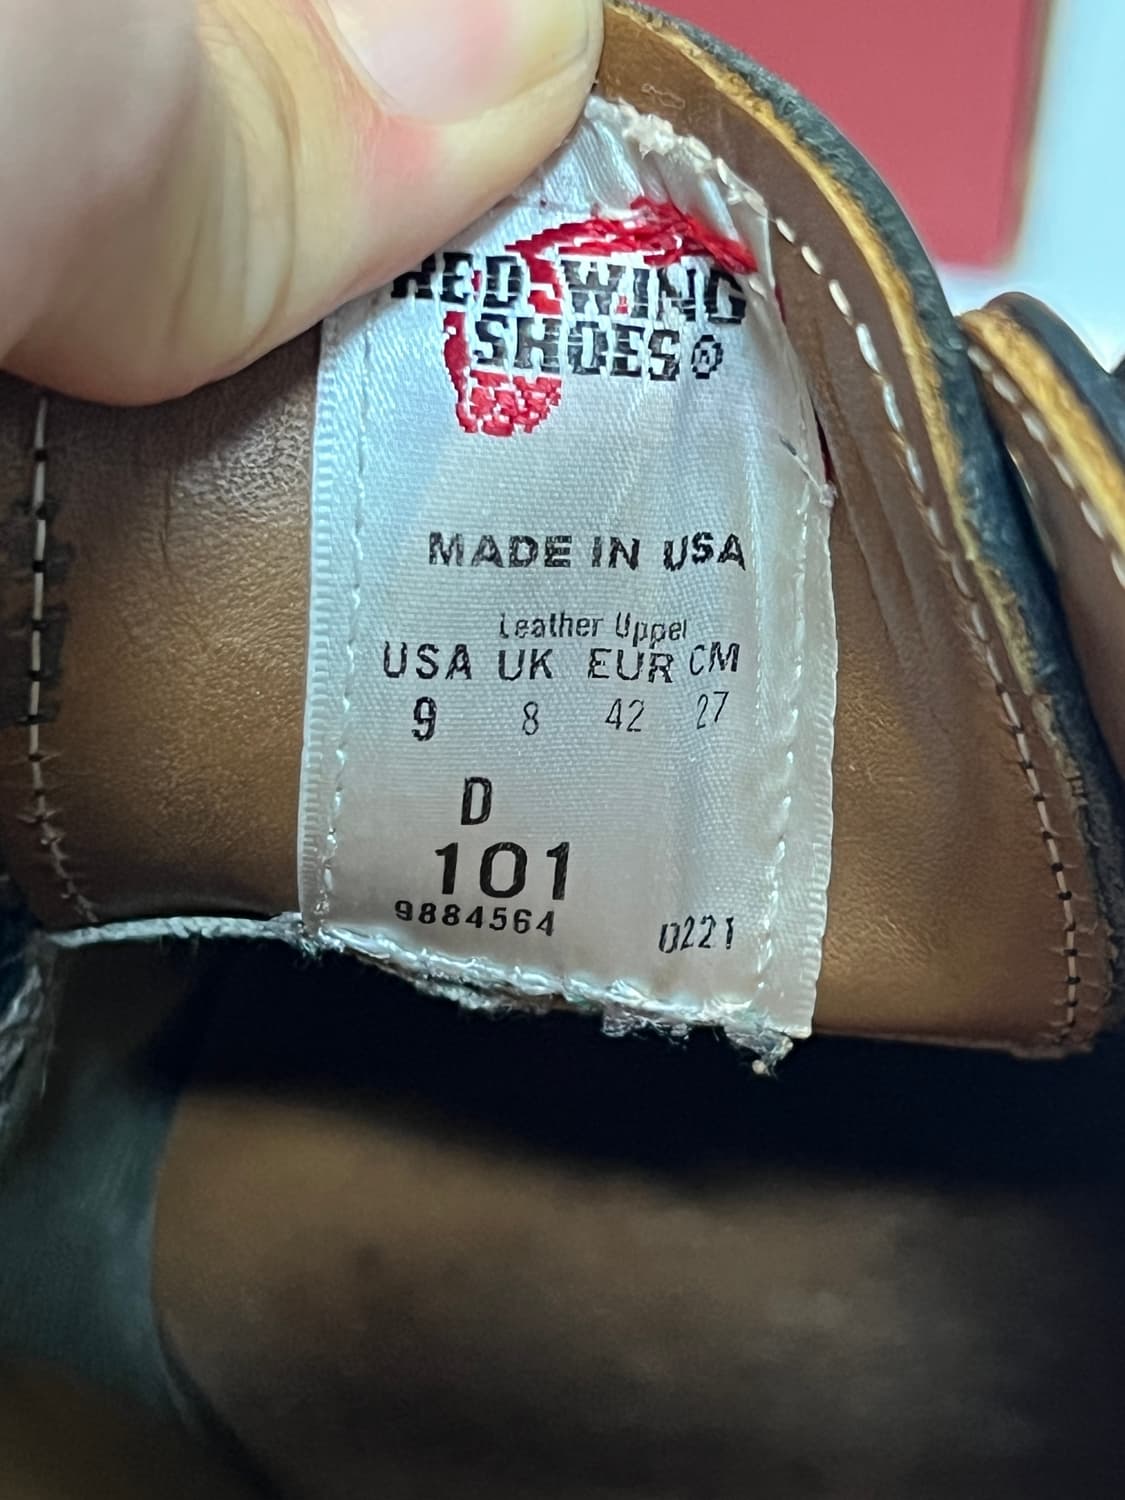 RED WING
SHOES®
MADE IN USA
Leather Upper
USA UK EUR CM
9 8 42 27
D
101
9884564 0221